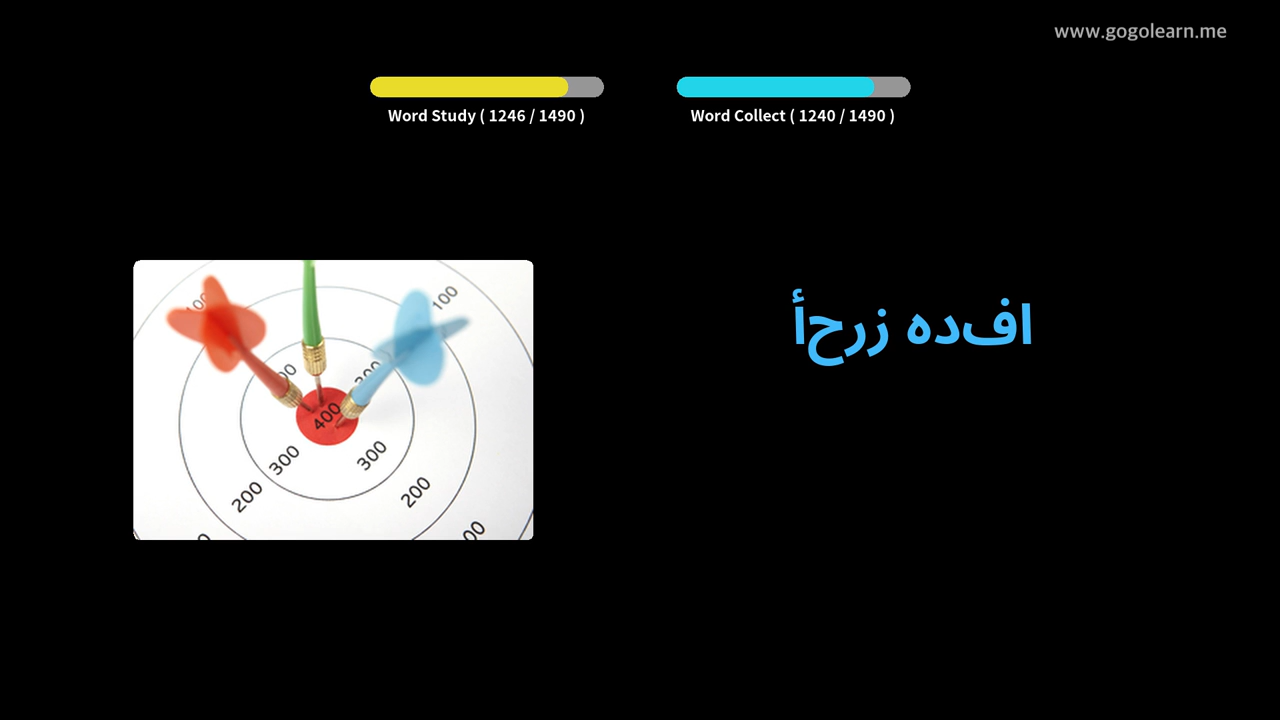 www.gogolearn.me
Word Study ( 1246 / 1490 )
Word Collect ( 1240 / 1490 )
افده زرحأ
100
100
400
300
300
200
200